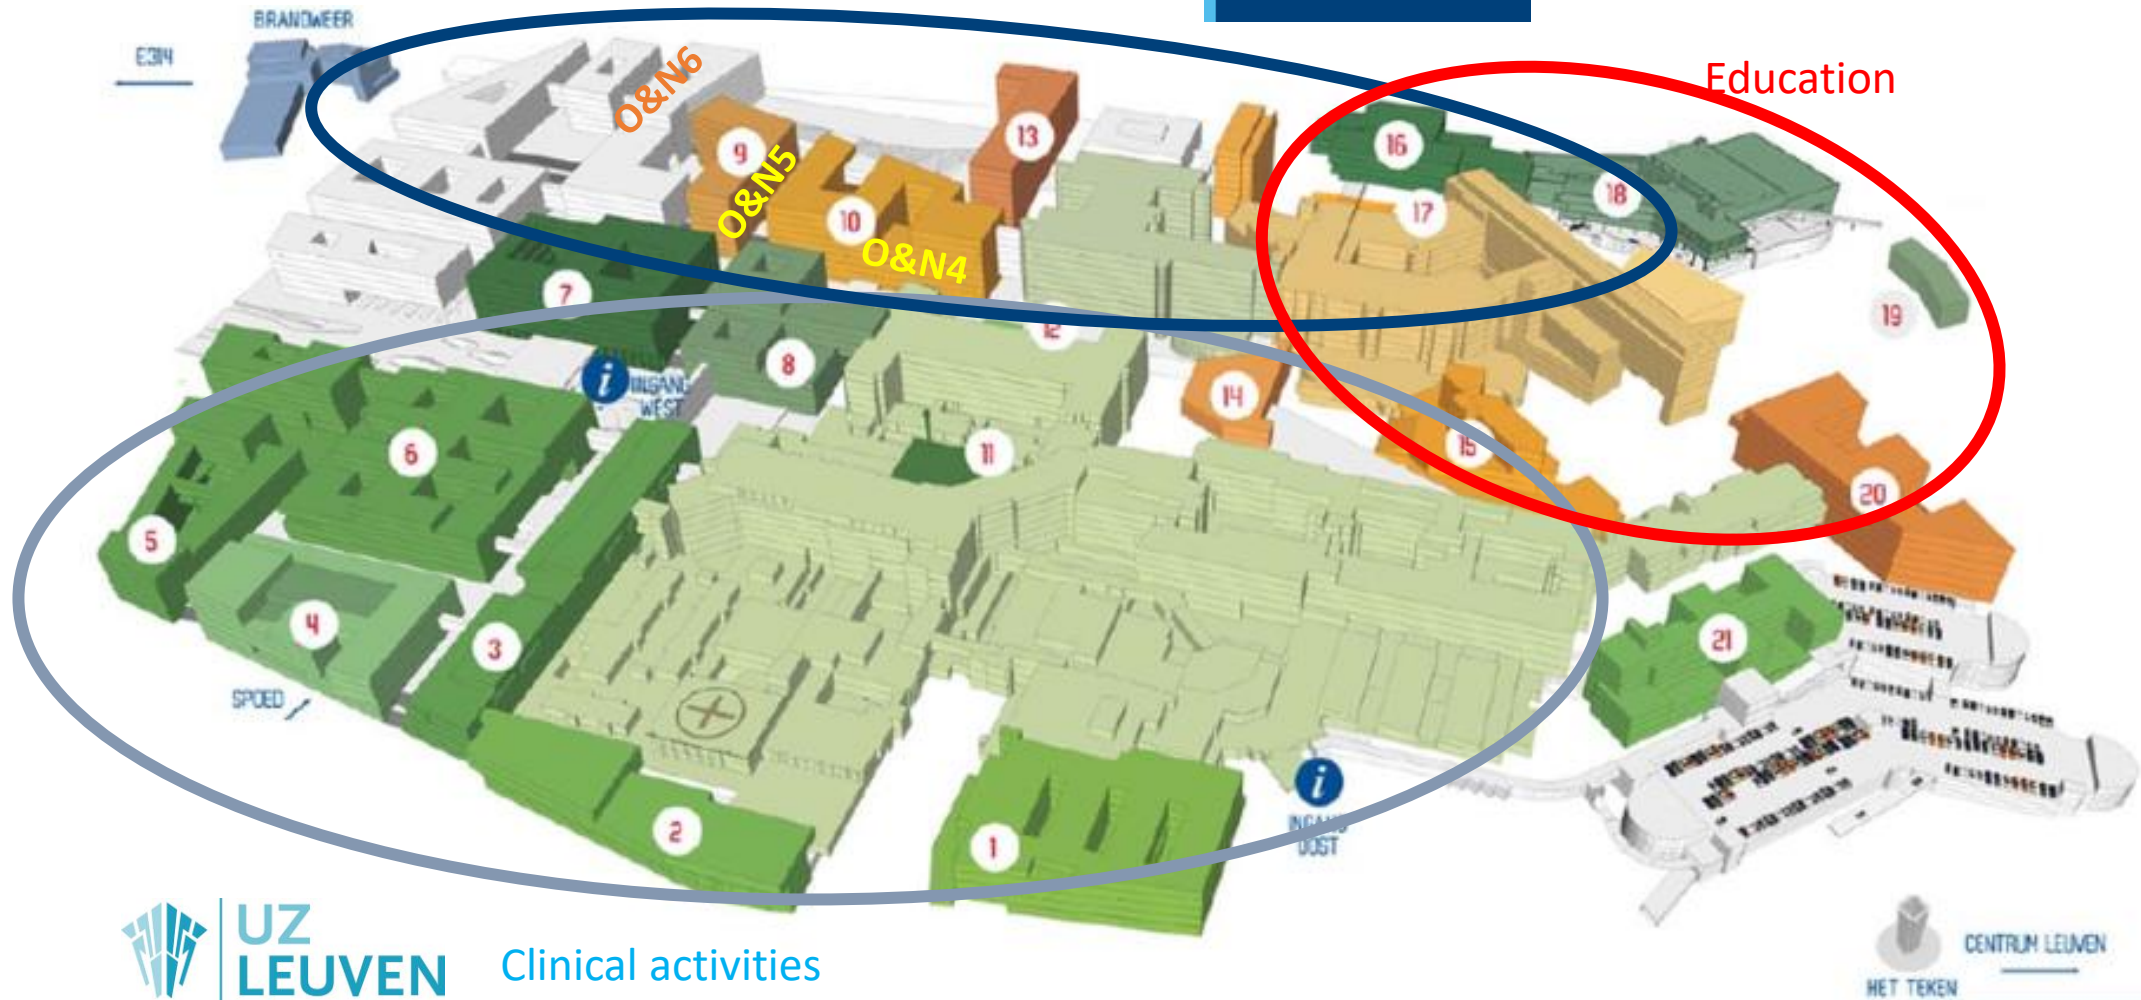 BRANDWEER
E314
Education
O&N6
13
16
9
O&N5
10
17
18
O&N4
7
19
12
8
INGANG
WEST
14
6
11
15
20
5
4
3
21
SPOED
2
1
INGANG
OOST
UZ
LEUVEN
Clinical activities
CENTRUM LEUVEN
HET TEKEN